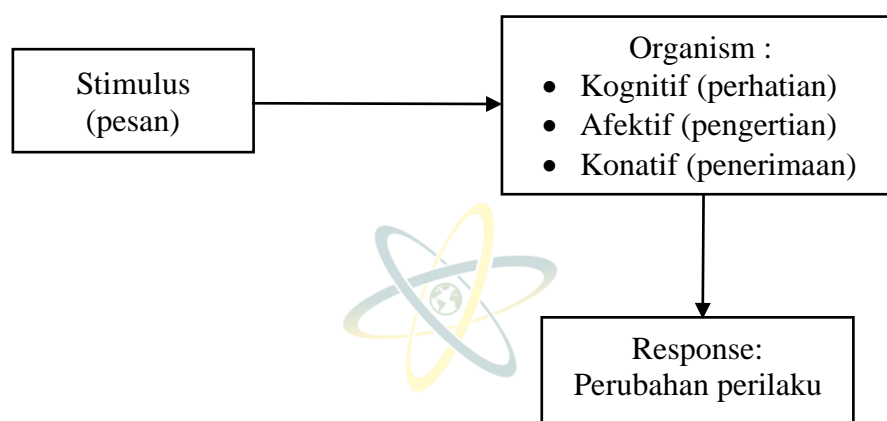 Stimulus
(pesan)
Organism :
• Kognitif (perhatian)
• Afektif (pengertian)
• Konatif (penerimaan)
Response:
Perubahan perilaku